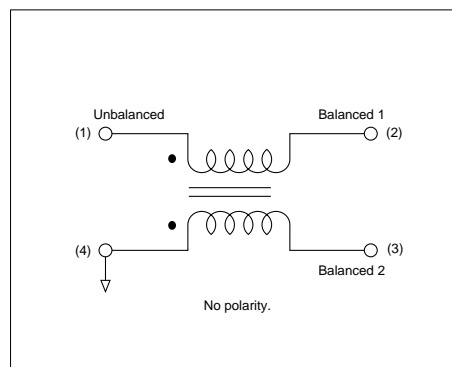 Unbalanced Balanced 1
(1) (2)
(4) (3)
Balanced 2
No polarity.